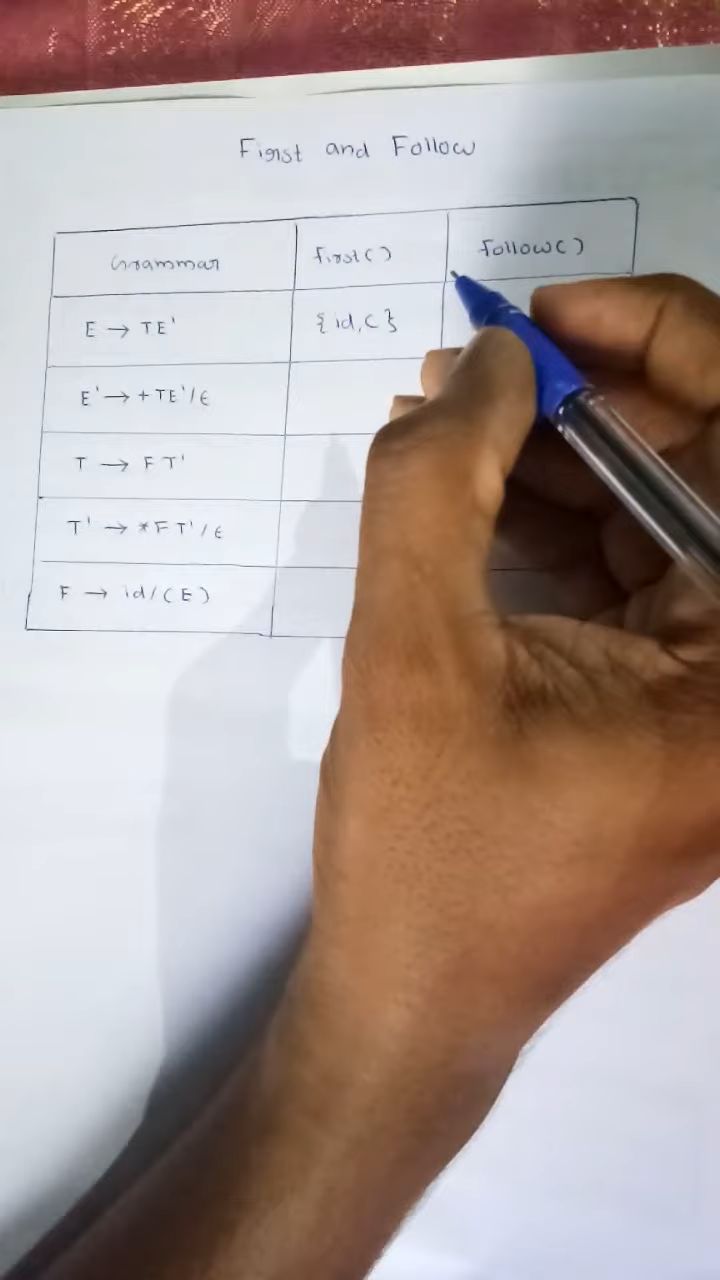 First and Follow
Grammar First() Follow()
E → TE' {id,(}
E' → +TE'/ε
T → FT'
T' → *FT'/ε
F → id/(E)